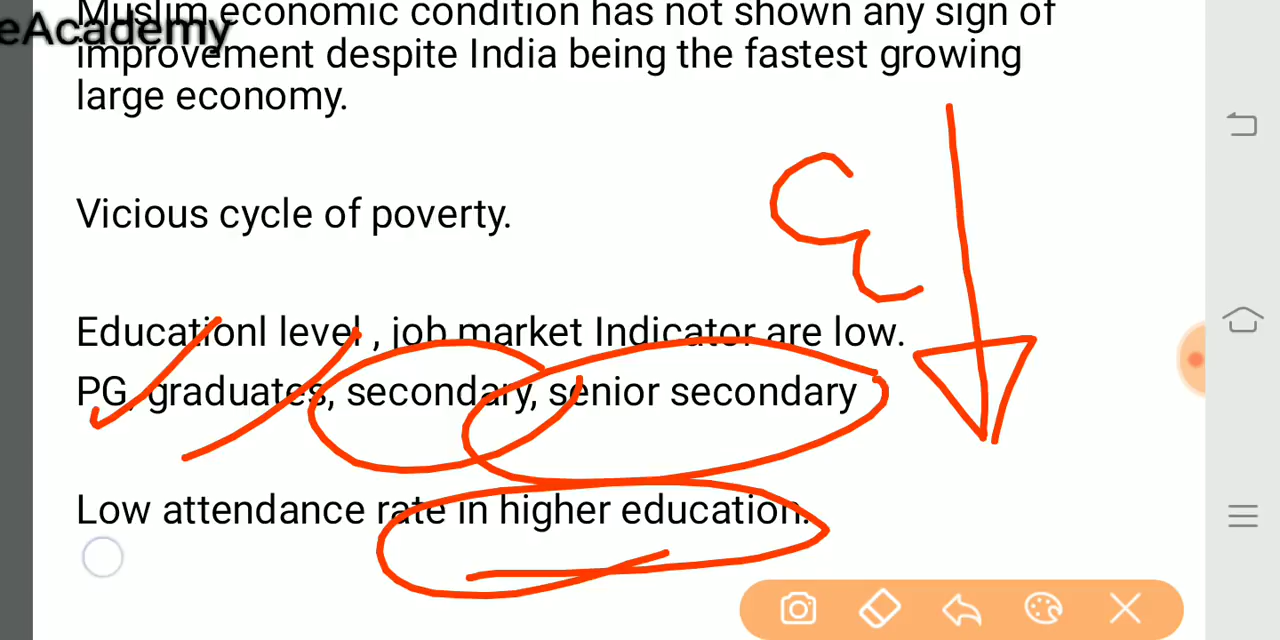 Muslim economic condition has not shown any sign of
eAcademy
improvement despite India being the fastest growing
large economy.
Vicious cycle of poverty.
Educationl level , job market Indicator are low.
PG, graduates, secondary, senior secondary
Low attendance rate in higher education.